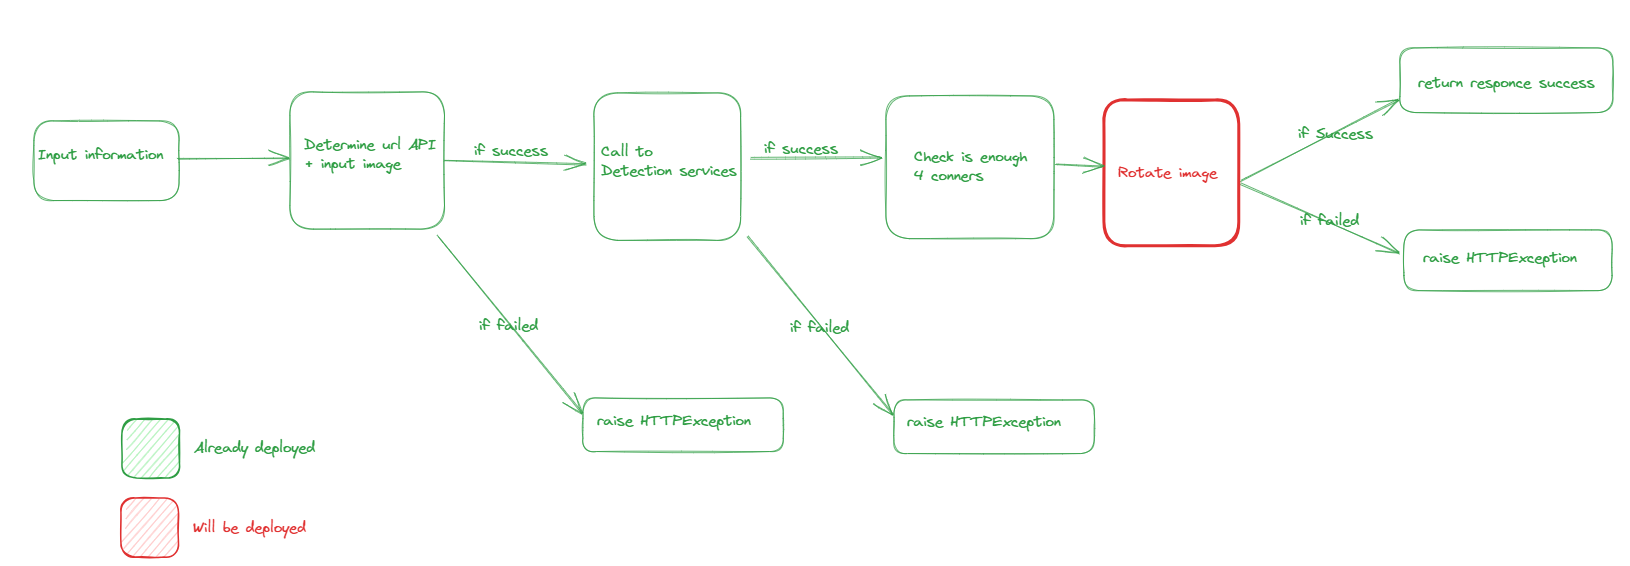 Input information
Determine url API
+ input image
if success
Call to
Detection services
if success
Check is enough
4 conners
Rotate image
if Success
return responce success
if failed
raise HTTPException
if failed
raise HTTPException
if failed
raise HTTPException
Already deployed
Will be deployed